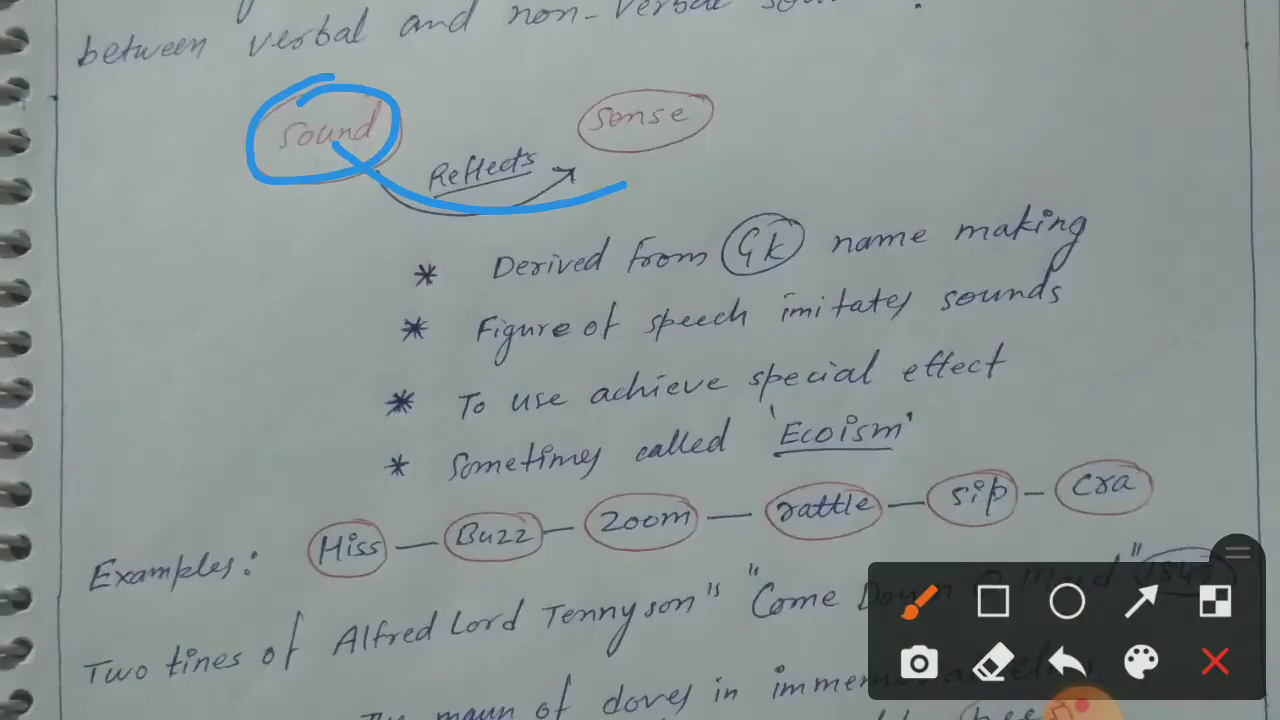 between verbal and non-verbal
Sound Reflects Sense
* Derived from Gk name making
* Figure of speech imitates sounds
* To use achieve special effect
* Sometimes called 'Ecoism'
Examples: Hiss — Buzz — Zoom — rattle — sip — cra
Two lines of Alfred Lord Tennyson's "Come Down
of doves in